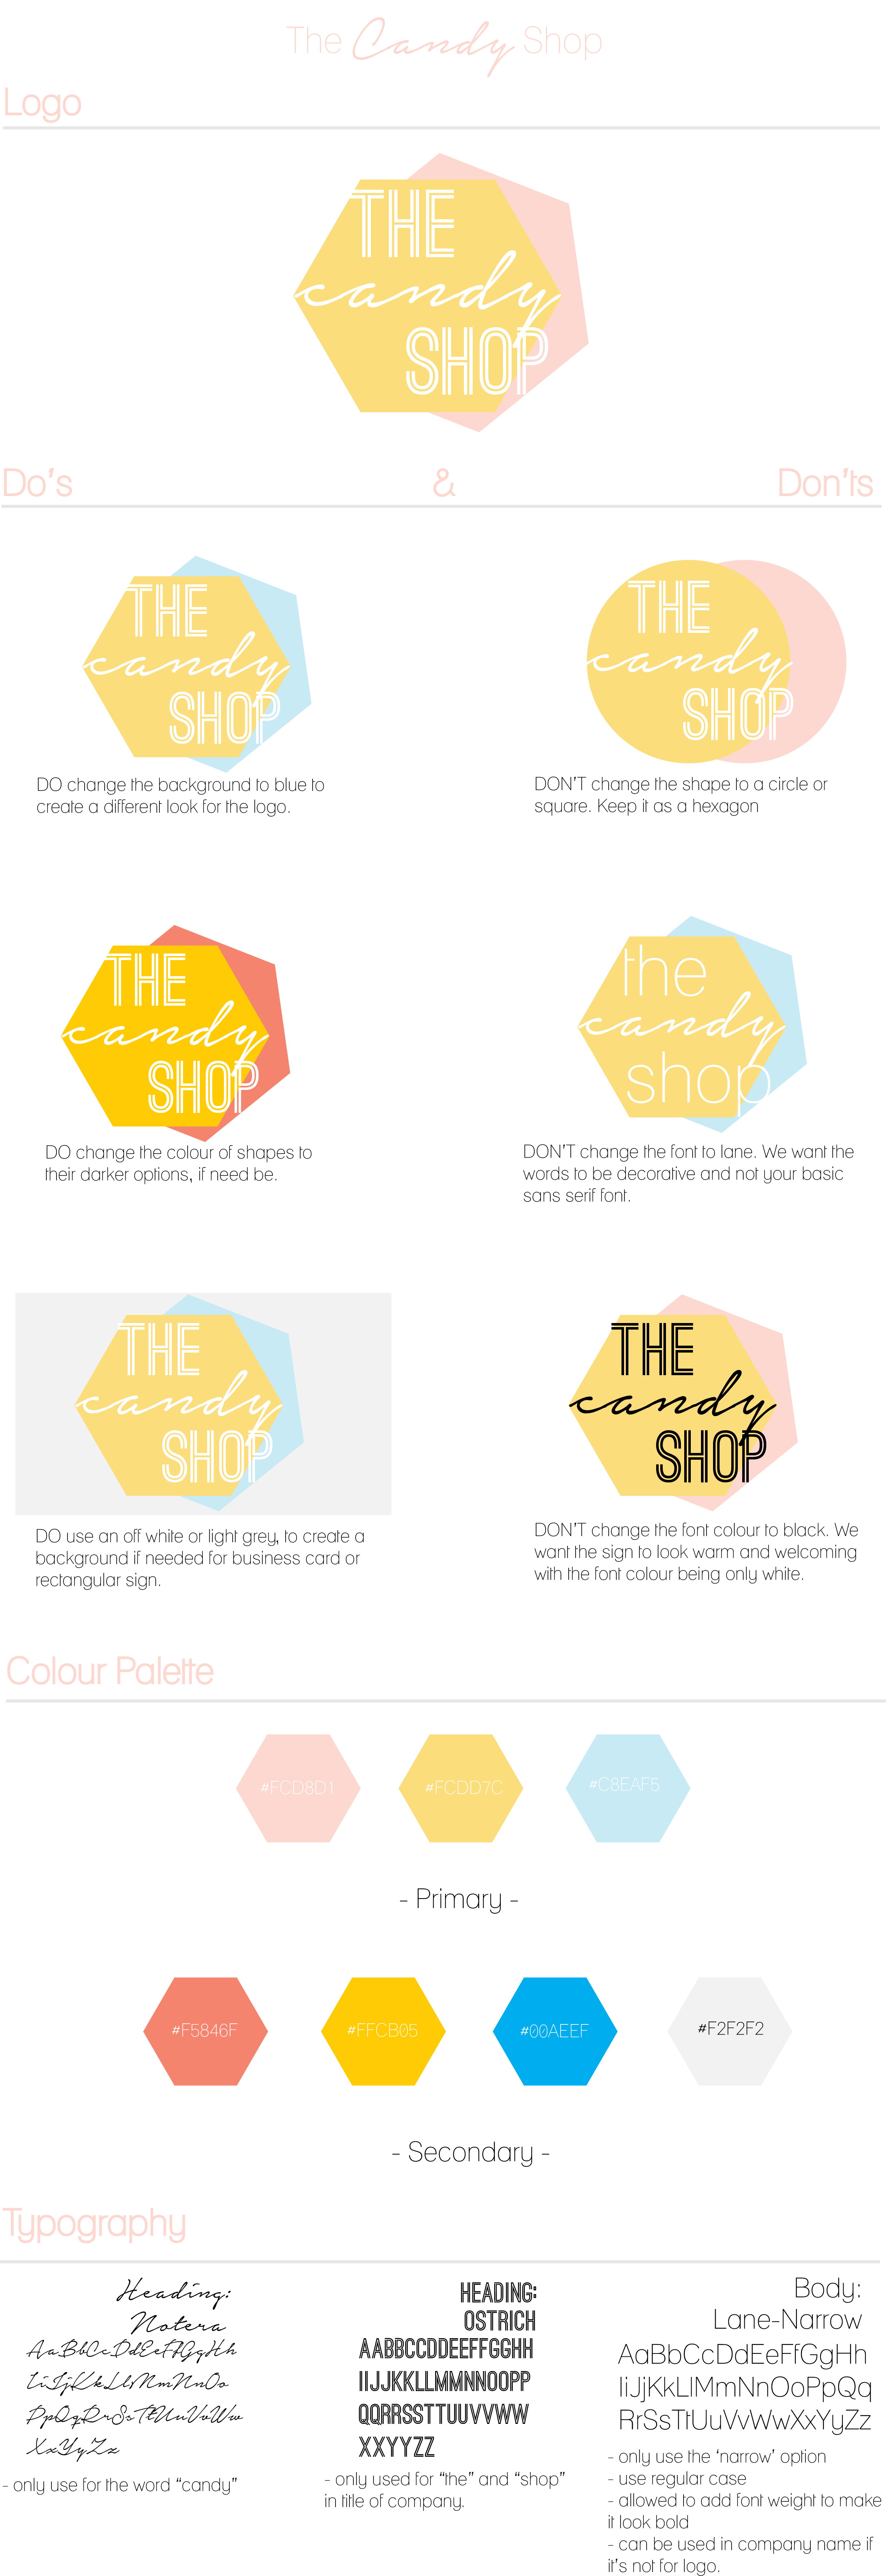 The Candy Shop
Logo
THE
candy
SHOP
Do's & Don'ts
THE
candy
SHOP
DO change the background to blue to
create a different look for the logo.
THE
candy
SHOP
DON'T change the shape to a circle or
square. Keep it as a hexagon
THE
candy
SHOP
DO change the colour of shapes to
their darker options, if need be.
the
candy
shop
DON'T change the font to lane. We want the
words to be decorative and not your basic
sans serif font.
THE
candy
SHOP
DO use an off white or light grey, to create a
background if needed for business card or
rectangular sign.
THE
candy
SHOP
DON'T change the font colour to black. We
want the sign to look warm and welcoming
with the font colour being only white.
Colour Palette
#FCD8D1 #FCDD7C #C8EAF5
- Primary -
#F5846F #FFCB05 #00AEEF #F2F2F2
- Secondary -
Typography
Heading:
Notera
AaBbCcDdEeFfGgHh
IiJjKkLlMmNnOo
PpQqRrSsTtUuVvWw
XxYyZz
- only use for the word "candy"
HEADING:
OSTRICH
AABBCCDDEEFFGGHH
IIJJKKLLMMNNOOPP
QQRRSSTTUUVVWW
XXYYZZ
- only used for "the" and "shop"
in title of company.
Body:
Lane-Narrow
AaBbCcDdEeFfGgHh
IiJjKkLlMmNnOoPpQq
RrSsTtUuVvWwXxYyZz
- only use the 'narrow' option
- use regular case
- allowed to add font weight to make
it look bold
- can be used in company name if
it's not for logo.